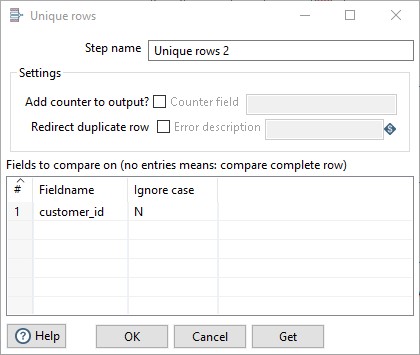 Unique rows
Step name Unique rows 2
Settings
Add counter to output? Counter field
Redirect duplicate row Error description
Fields to compare on (no entries means: compare complete row)
# Fieldname Ignore case
1 customer_id N
Help OK Cancel Get